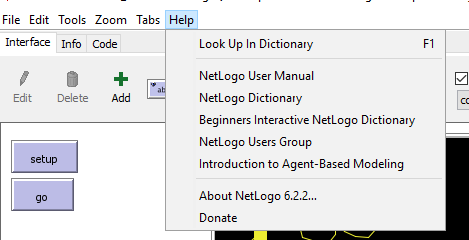 File Edit Tools Zoom Tabs Help
Interface Info Code
Look Up In Dictionary F1
Edit Delete Add
NetLogo User Manual
NetLogo Dictionary
Beginners Interactive NetLogo Dictionary
NetLogo Users Group
Introduction to Agent-Based Modeling
About NetLogo 6.2.2...
Donate
setup
go